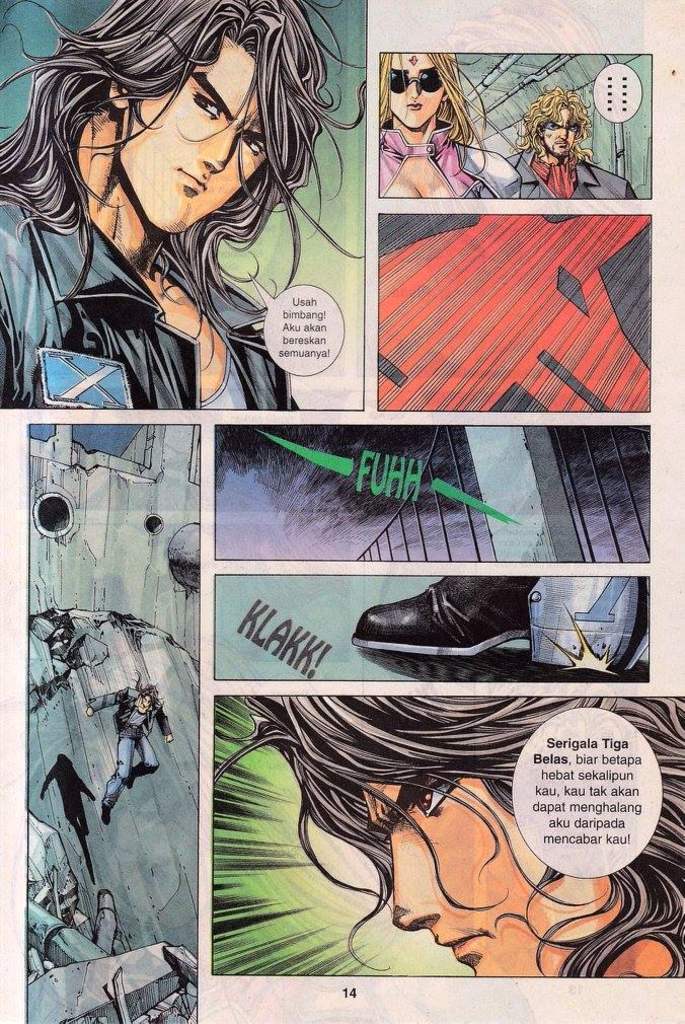 Usah
bimbang!
Aku akan
bereskan
semuanya!
FUHH
KLAKK!
Serigala Tiga
Belas, biar betapa
hebat sekalipun
kau, kau tak akan
dapat menghalang
aku daripada
mencabar kau!
14